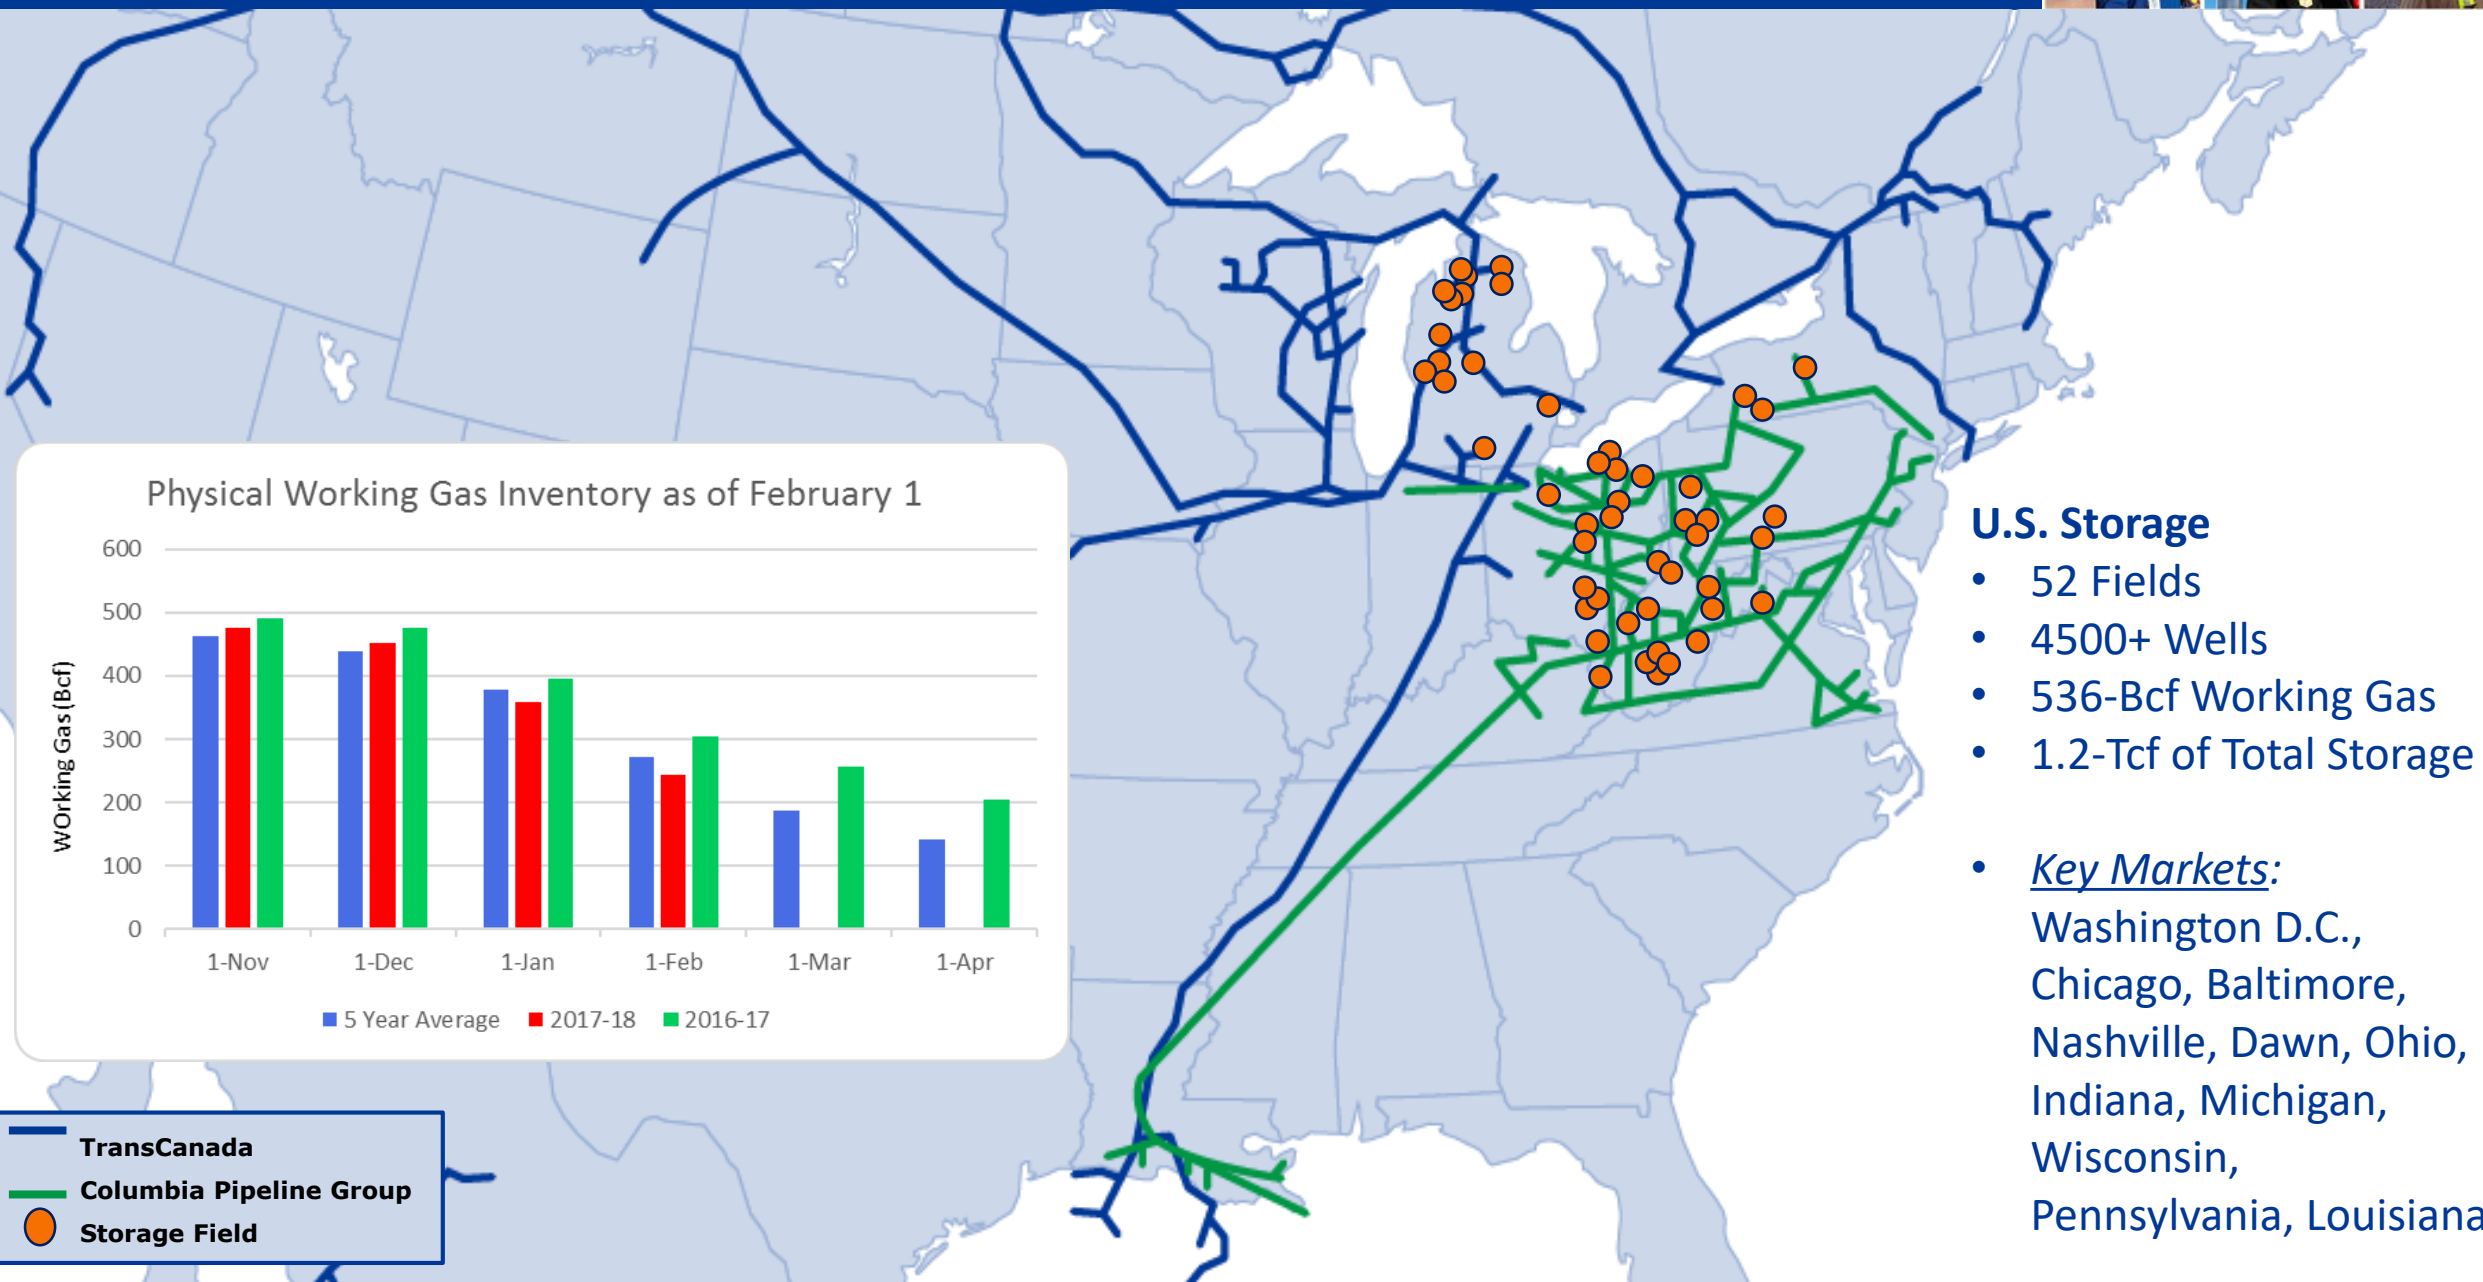 Physical Working Gas Inventory as of February 1
WOrking Gas(Bcf)
600
500
400
300
200
100
0
1-Nov 1-Dec 1-Jan 1-Feb 1-Mar 1-Apr
5 Year Average 2017-18 2016-17
TransCanada
Columbia Pipeline Group
Storage Field
U.S. Storage
• 52 Fields
• 4500+ Wells
• 536-Bcf Working Gas
• 1.2-Tcf of Total Storage
• Key Markets:
Washington D.C.,
Chicago, Baltimore,
Nashville, Dawn, Ohio,
Indiana, Michigan,
Wisconsin,
Pennsylvania, Louisiana